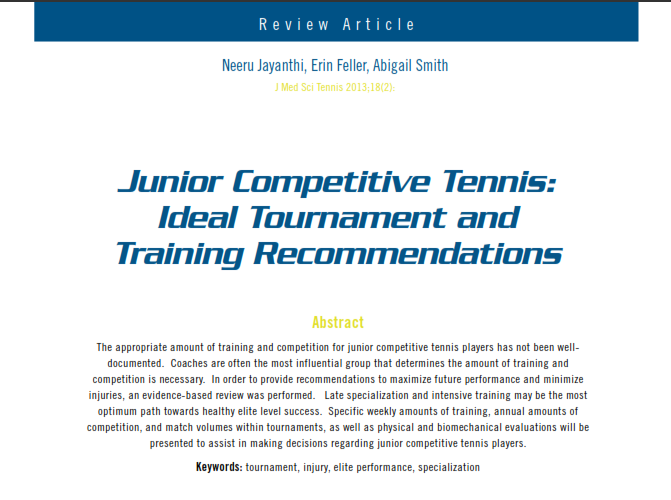 Review Article
Neeru Jayanthi, Erin Feller, Abigail Smith
J Med Sci Tennis 2013;18(2):
Junior Competitive Tennis:
Ideal Tournament and
Training Recommendations
Abstract
The appropriate amount of training and competition for junior competitive tennis players has not been well-
documented. Coaches are often the most influential group that determines the amount of training and
competition is necessary. In order to provide recommendations to maximize future performance and minimize
injuries, an evidence-based review was performed. Late specialization and intensive training may be the most
optimum path towards healthy elite level success. Specific weekly amounts of training, annual amounts of
competition, and match volumes within tournaments, as well as physical and biomechanical evaluations will be
presented to assist in making decisions regarding junior competitive tennis players.
Keywords: tournament, injury, elite performance, specialization